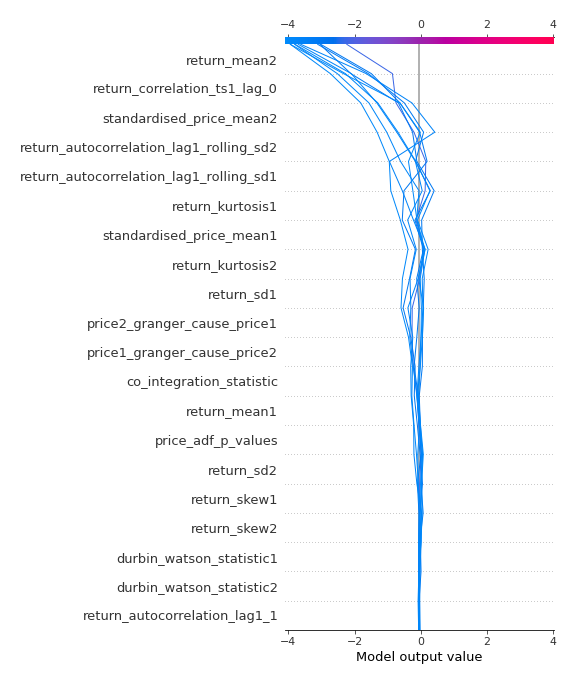 −4 −2 0 2 4
return_mean2
return_correlation_ts1_lag_0
standardised_price_mean2
return_autocorrelation_lag1_rolling_sd2
return_autocorrelation_lag1_rolling_sd1
return_kurtosis1
standardised_price_mean1
return_kurtosis2
return_sd1
price2_granger_cause_price1
price1_granger_cause_price2
co_integration_statistic
return_mean1
price_adf_p_values
return_sd2
return_skew1
return_skew2
durbin_watson_statistic1
durbin_watson_statistic2
return_autocorrelation_lag1_1
−4 −2 0 2 4
Model output value